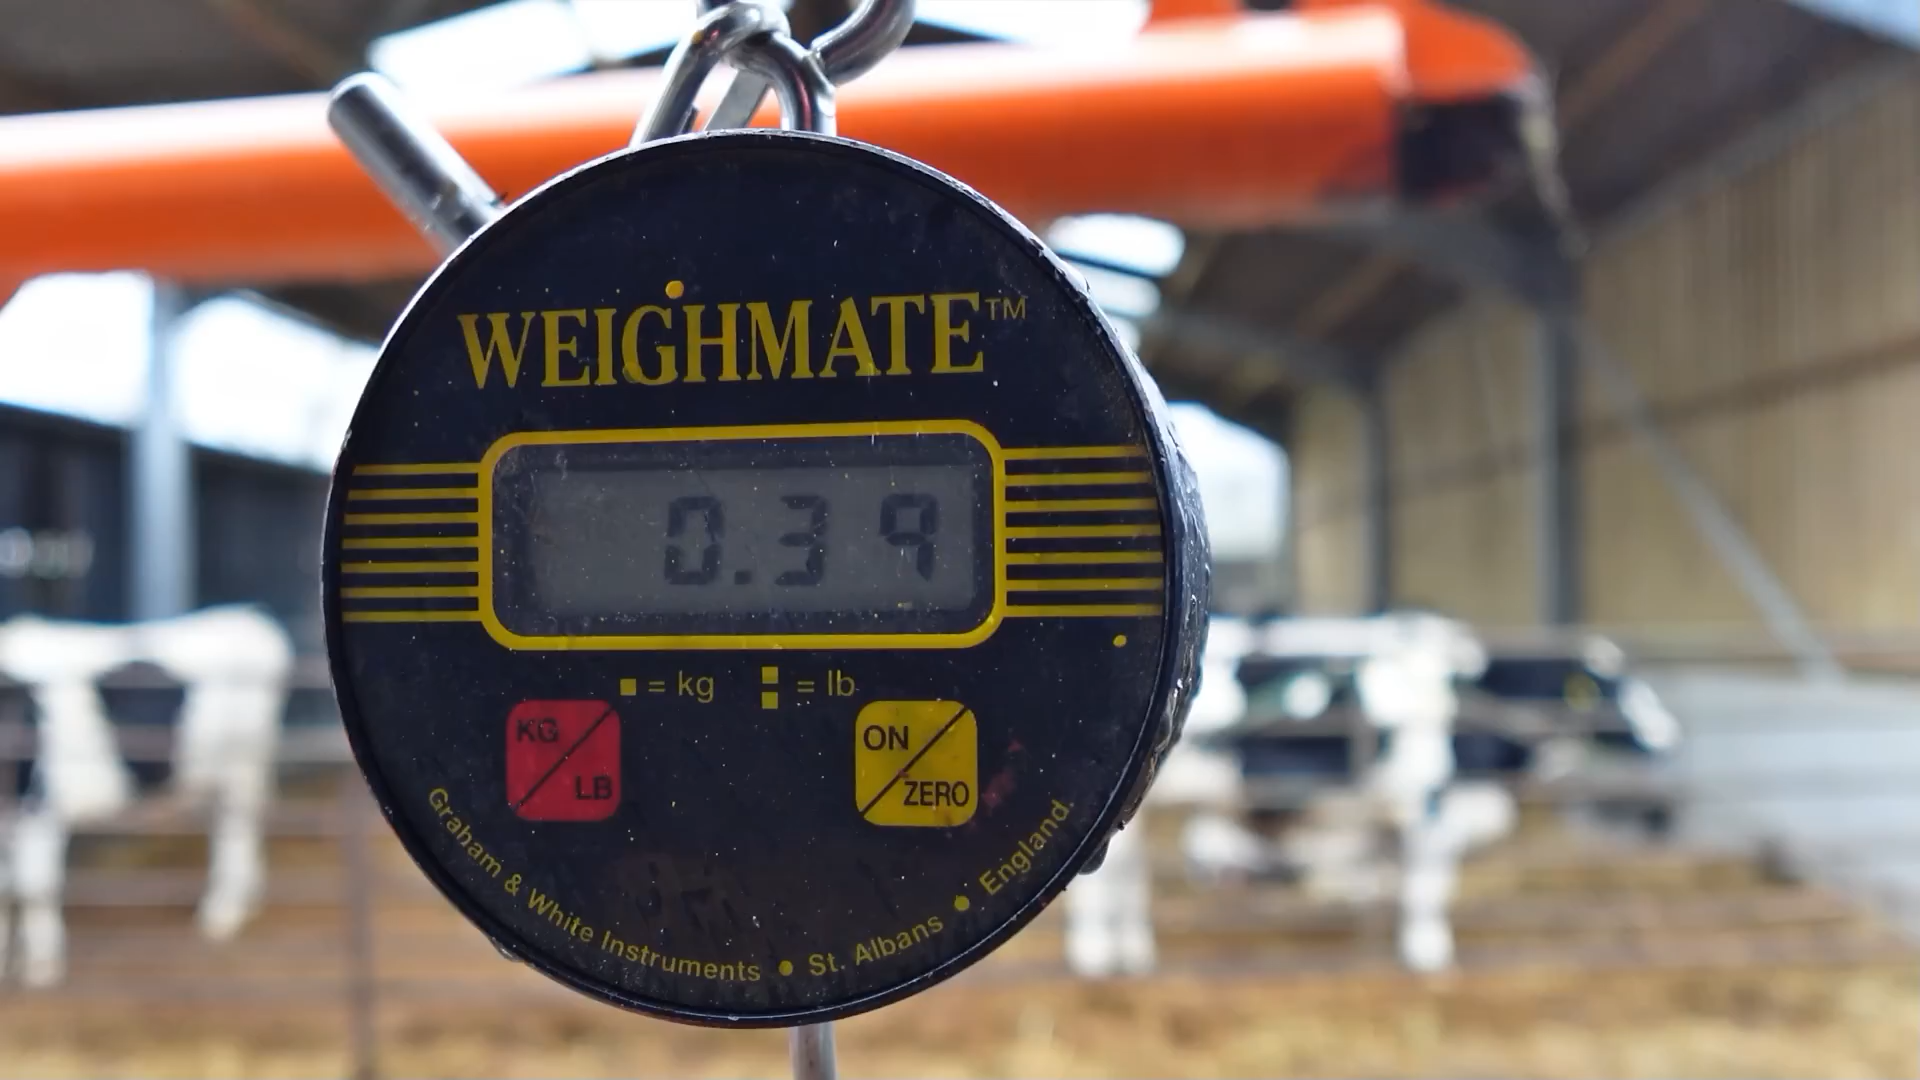 WEIGHMATE™
0.39
= kg = lb
KG/LB
ON/ZERO
Graham & White Instruments • St. Albans • England.